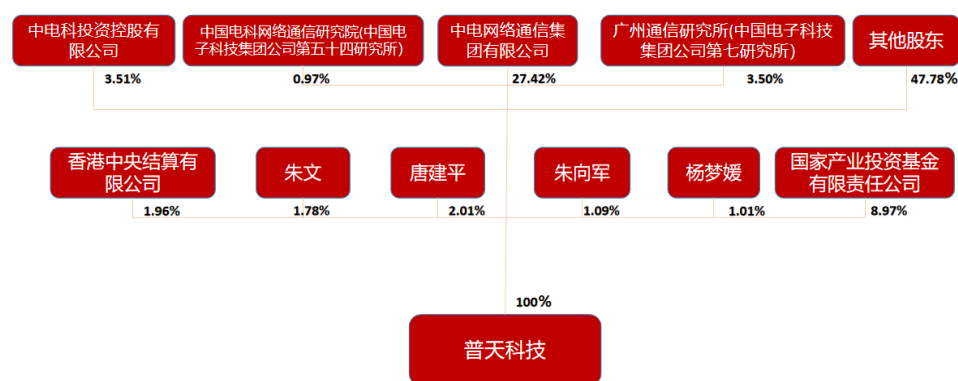 中电科投资控股有
限公司
中国电科网络通信研究院(中国电
子科技集团公司第五十四研究所)
中电网络通信集
团有限公司
广州通信研究所(中国电子科技
集团公司第七研究所)
其他股东
3.51%
0.97%
27.42%
3.50%
47.78%
香港中央结算有
限公司
朱文
唐建平
朱向军
杨梦媛
国家产业投资基金
有限责任公司
1.96%
1.78%
2.01%
1.09%
1.01%
8.97%
100%
普天科技